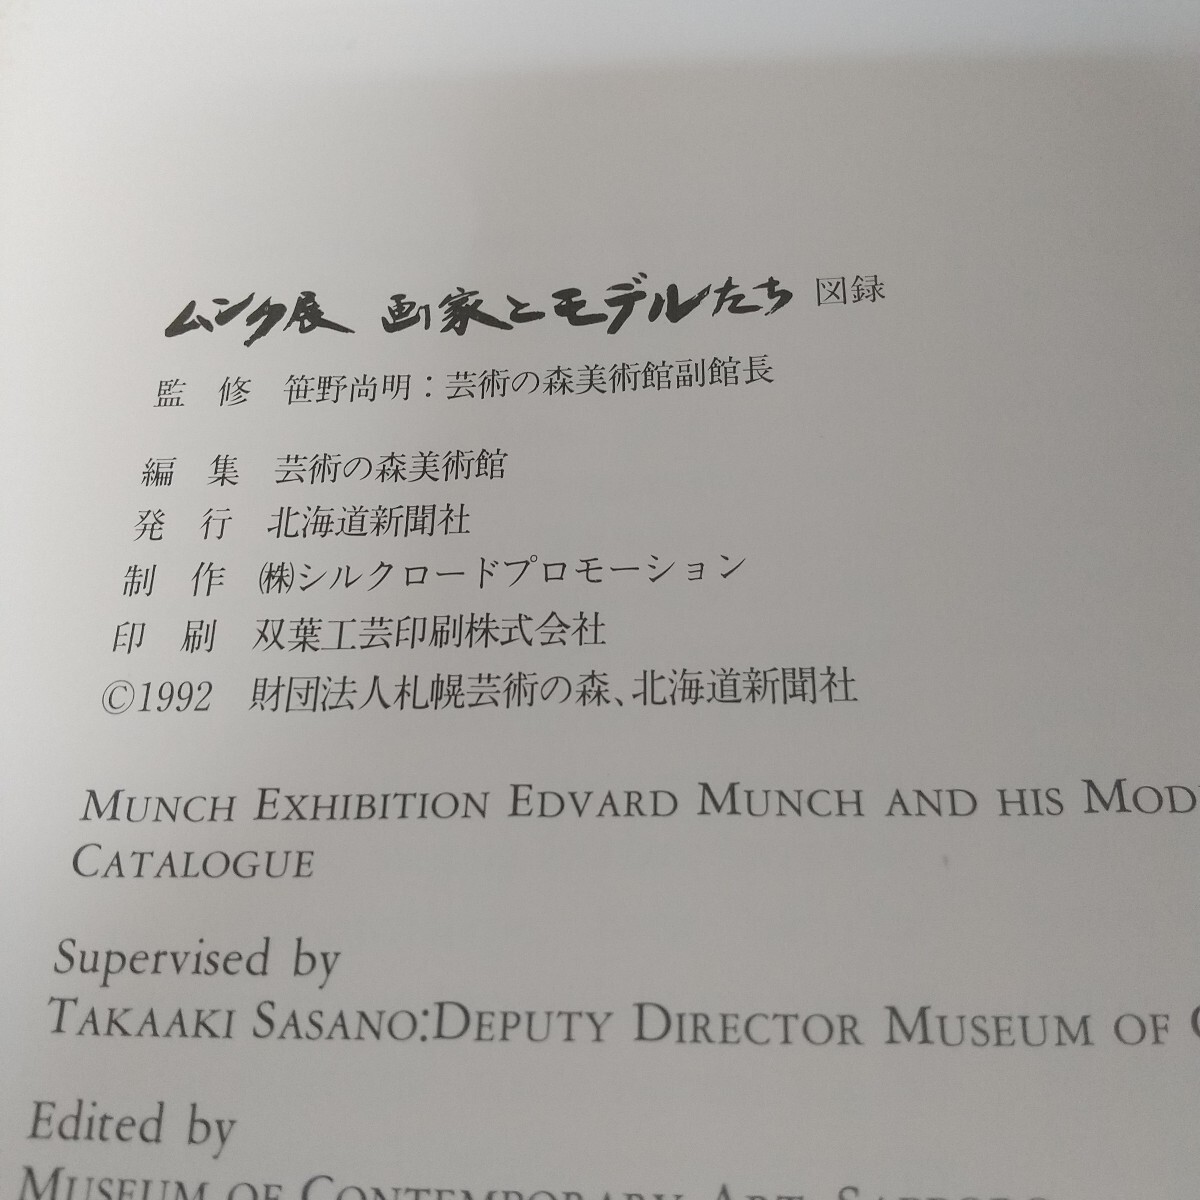 ムンク展 画家とモデルたち 図録
監 修 笹野尚明：芸術の森美術館副館長
編 集 芸術の森美術館
発 行 北海道新聞社
制 作 ㈱シルクロードプロモーション
印 刷 双葉工芸印刷株式会社
©1992 財団法人札幌芸術の森、北海道新聞社
MUNCH EXHIBITION EDVARD MUNCH AND HIS
CATALOGUE
Supervised by
TAKAAKI SASANO:DEPUTY DIRECTOR MUSEUM OF
Edited by
MUSEUM OF CONTEMPORARY ART, SAPPORO